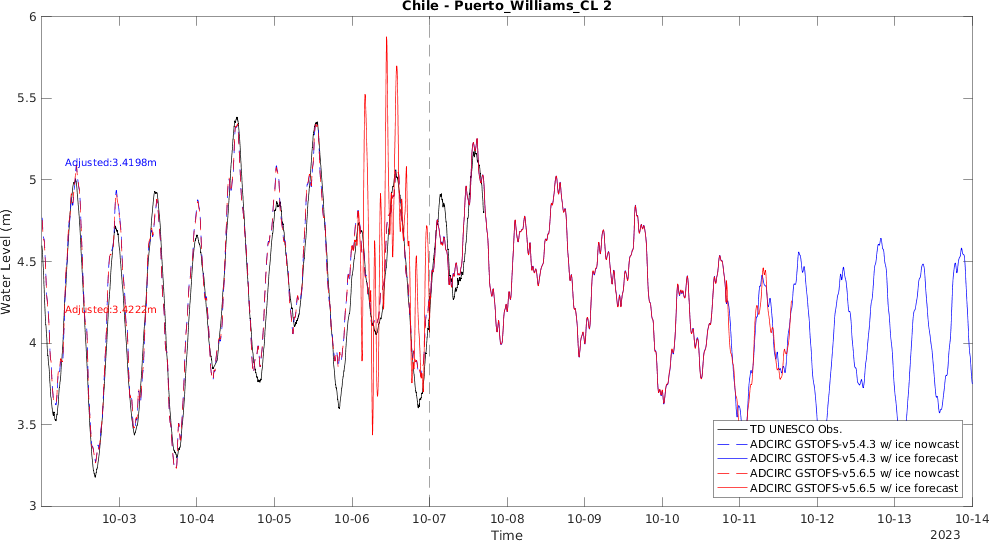 Chile - Puerto_Williams_CL 2
6
5.5
5
4.5
4
3.5
3
Water Level (m)
Adjusted:3.4198m
Adjusted:3.4222m
TD UNESCO Obs.
ADCIRC GSTOFS-v5.4.3 w/ ice nowcast
ADCIRC GSTOFS-v5.4.3 w/ ice forecast
ADCIRC GSTOFS-v5.6.5 w/ ice nowcast
ADCIRC GSTOFS-v5.6.5 w/ ice forecast
10-03 10-04 10-05 10-06 10-07 10-08 10-09 10-10 10-11 10-12 10-13 10-14
Time
2023